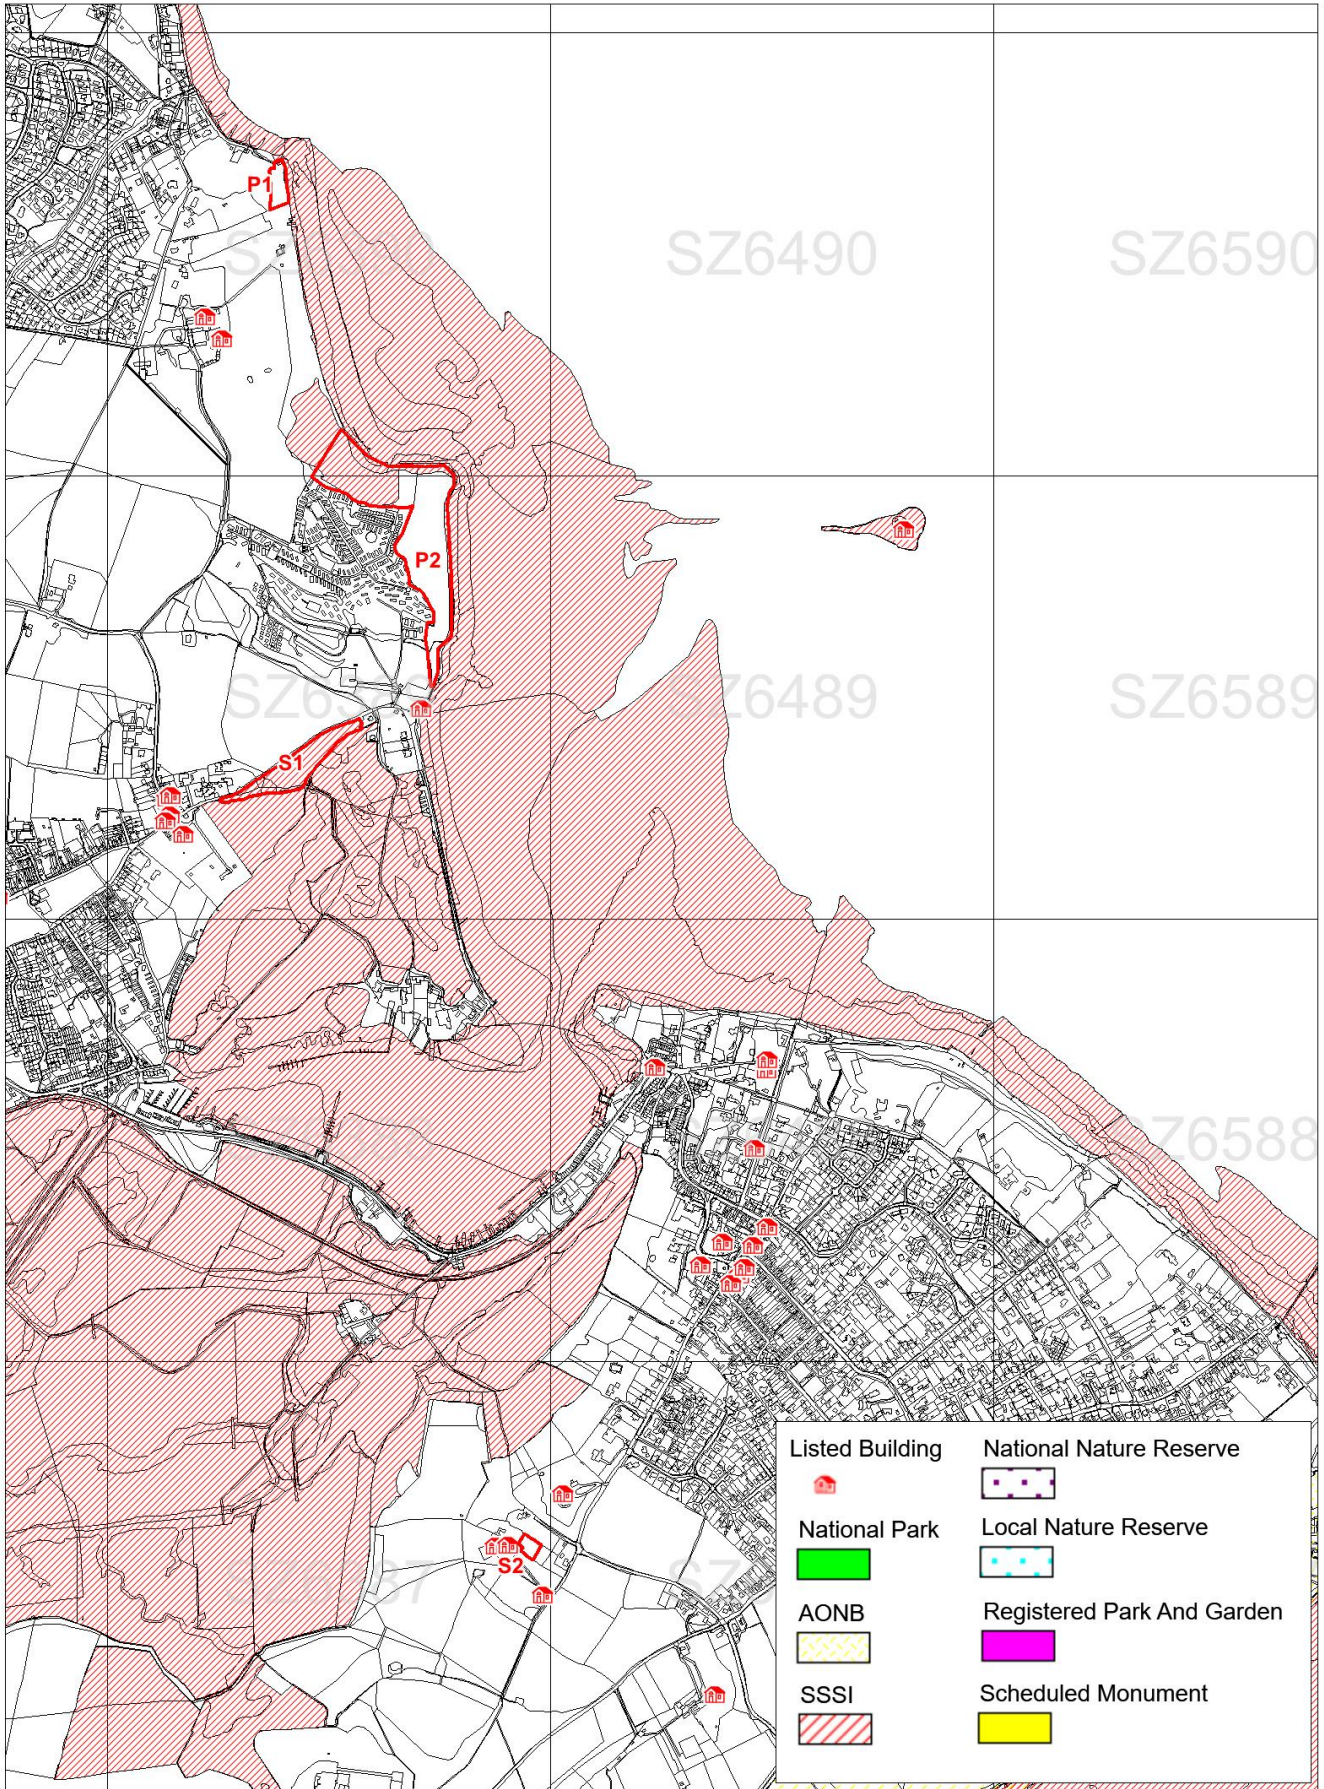 P1
SZ6490
SZ6590
P2
SZ6489
SZ6589
S1
SZ6588
S2
Listed Building
National Nature Reserve
National Park
Local Nature Reserve
AONB
Registered Park And Garden
SSSI
Scheduled Monument